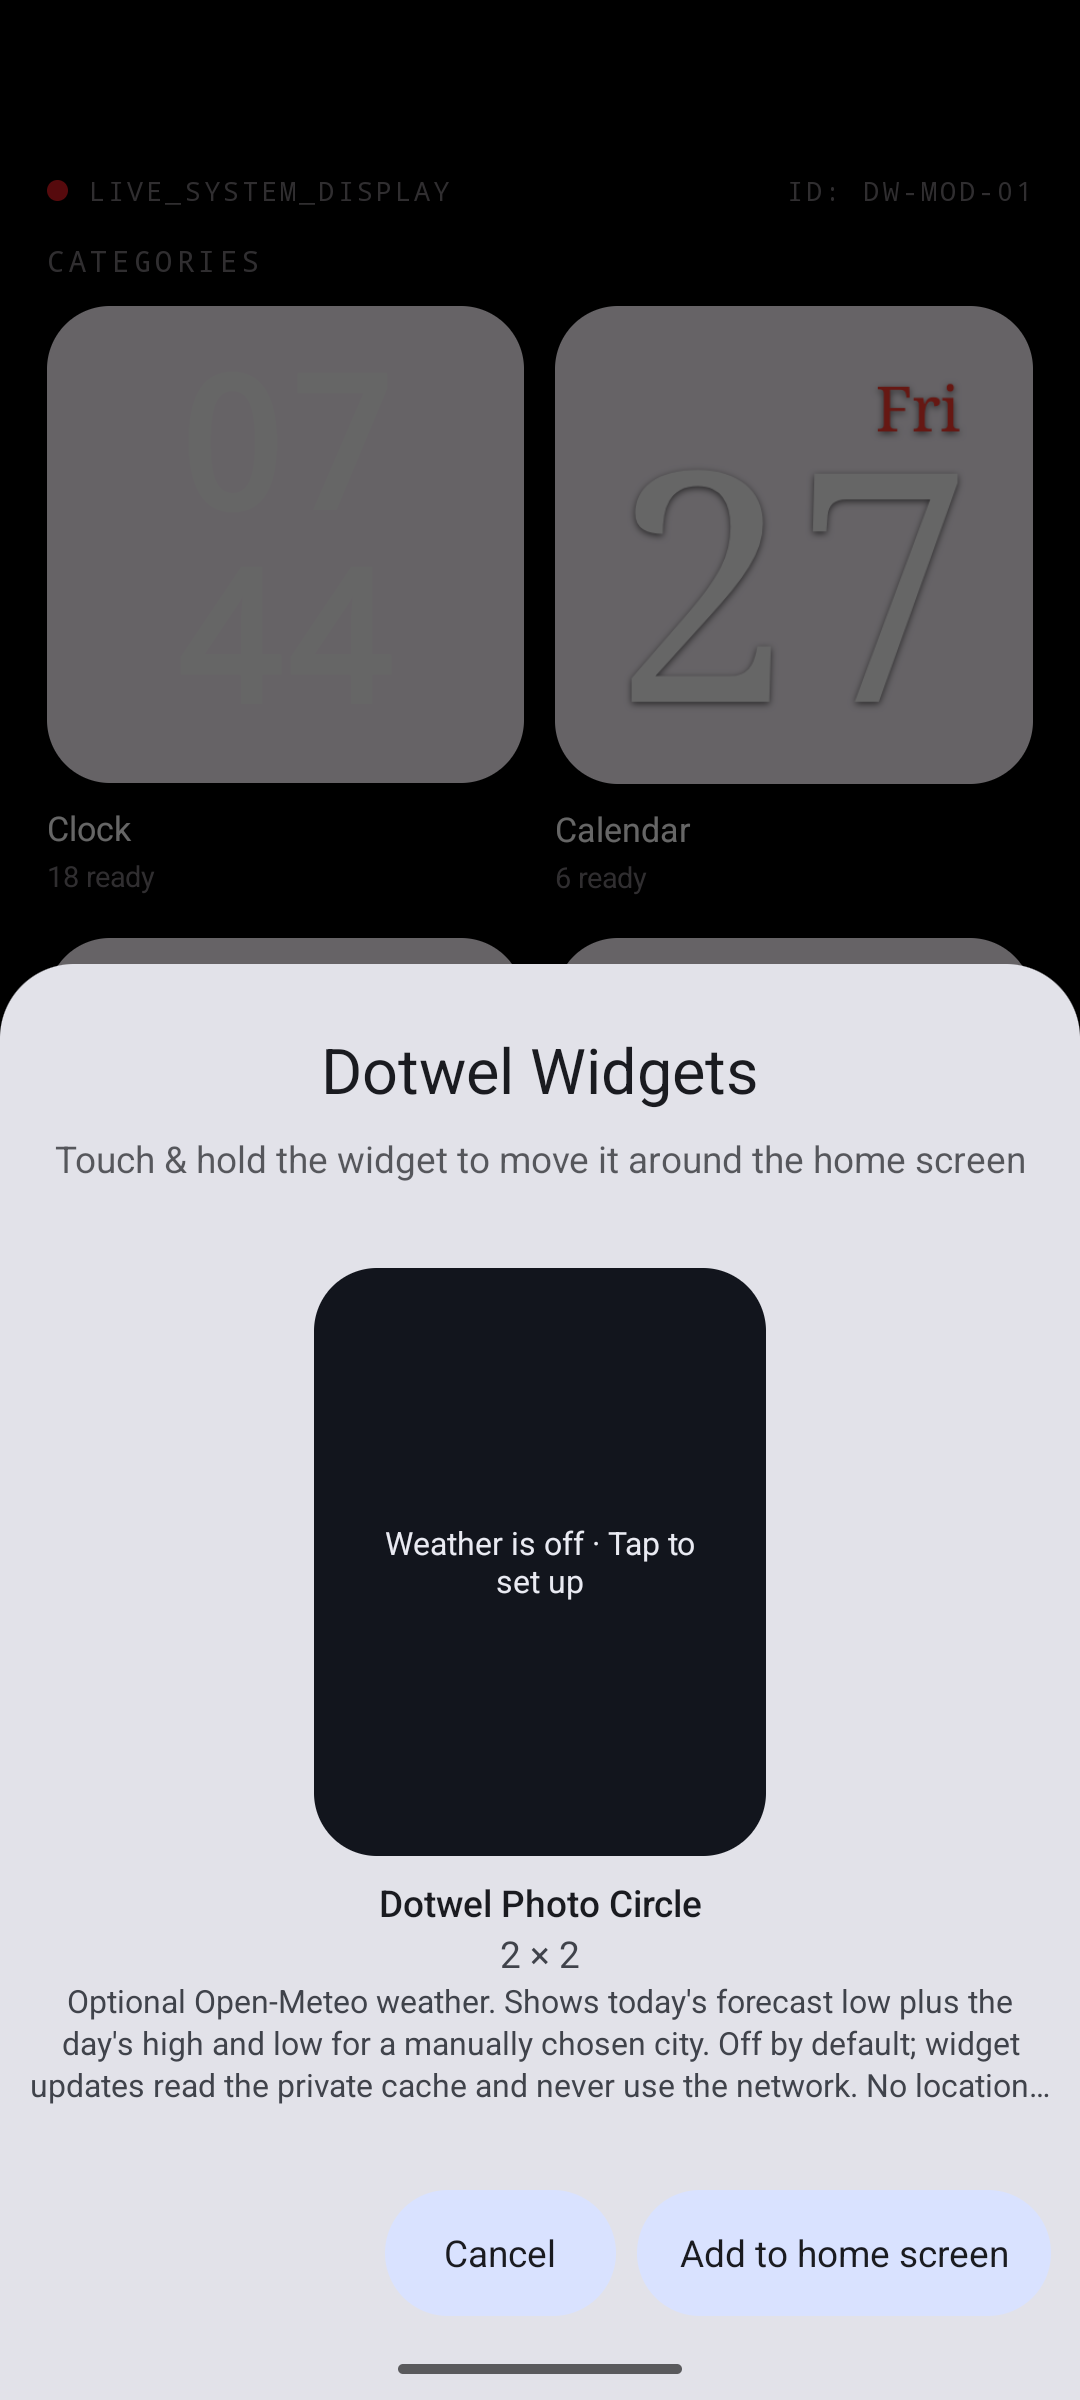 LIVE_SYSTEM_DISPLAY
ID: DW-MOD-01
CATEGORIES
07
44
Fri
27
Clock
18 ready
Calendar
6 ready
Dotwel Widgets
Touch & hold the widget to move it around the home screen
Weather is off · Tap to
set up
Dotwel Photo Circle
2 × 2
Optional Open-Meteo weather. Shows today's forecast low plus the
day's high and low for a manually chosen city. Off by default; widget
updates read the private cache and never use the network. No location…
Cancel
Add to home screen